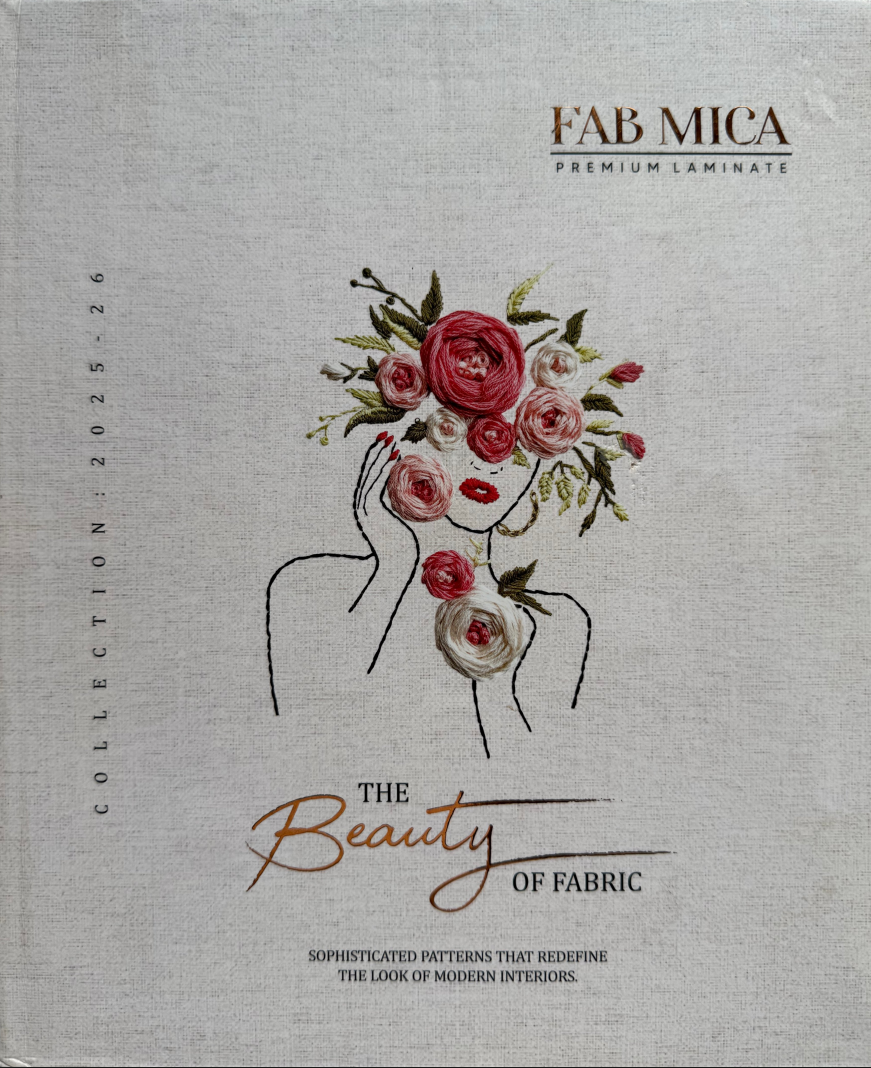 FAB MICA
PREMIUM LAMINATE
COLLECTION : 2025-26
THE
Beauty
OF FABRIC
SOPHISTICATED PATTERNS THAT REDEFINE
THE LOOK OF MODERN INTERIORS.